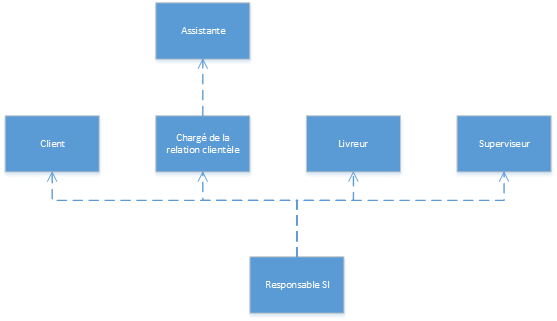 Assistante
Client
Chargé de la
relation clientèle
Livreur
Superviseur
Responsable SI